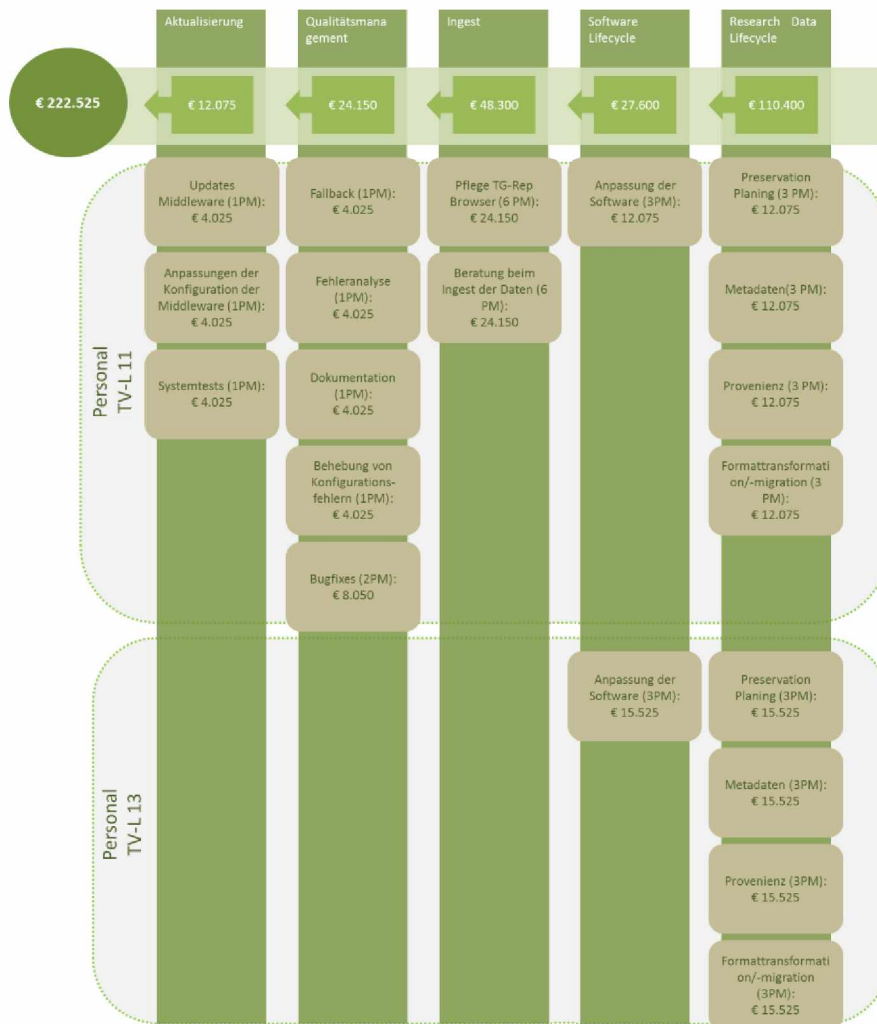 Aktualisierung
Qualitätsmana
gement
Ingest
Software
Lifecycle
Research Data
Lifecycle
€ 222.525
€ 12.075
€ 24.150
€ 48.300
€ 27.600
€ 110.400
Personal
TV-L 11
Updates
Middleware (1PM):
€ 4.025
Fallback (1PM):
€ 4.025
Pflege TG-Rep
Browser (6 PM):
€ 24.150
Anpassung der
Software (3PM):
€ 12.075
Preservation
Planing (3 PM):
€ 12.075
Anpassungen der
Konfiguration der
Middleware (1PM):
€ 4.025
Fehleranalyse
(1PM):
€ 4.025
Beratung beim
Ingest der Daten (6
PM):
€ 24.150
Metadaten(3 PM):
€ 12.075
Systemtests (1PM):
€ 4.025
Dokumentation
(1PM):
€ 4.025
Provenienz (3 PM):
€ 12.075
Behebung von
Konfigurations-
fehlern (1PM):
€ 4.025
Formattransformati
on/-migration (3
PM):
€ 12.075
Bugfixes (2PM):
€ 8.050
Personal
TV-L 13
Anpassung der
Software (3PM):
€ 15.525
Preservation
Planing (3PM):
€ 15.525
Metadaten (3PM):
€ 15.525
Provenienz (3PM):
€ 15.525
Formattransformati
on/-migration
(3PM):
€ 15.525